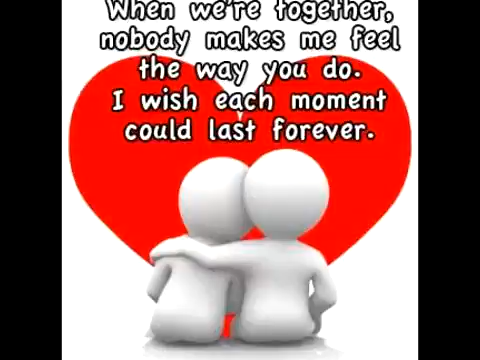 When we're together,
nobody makes me feel
the way you do.
I wish each moment
could last forever.